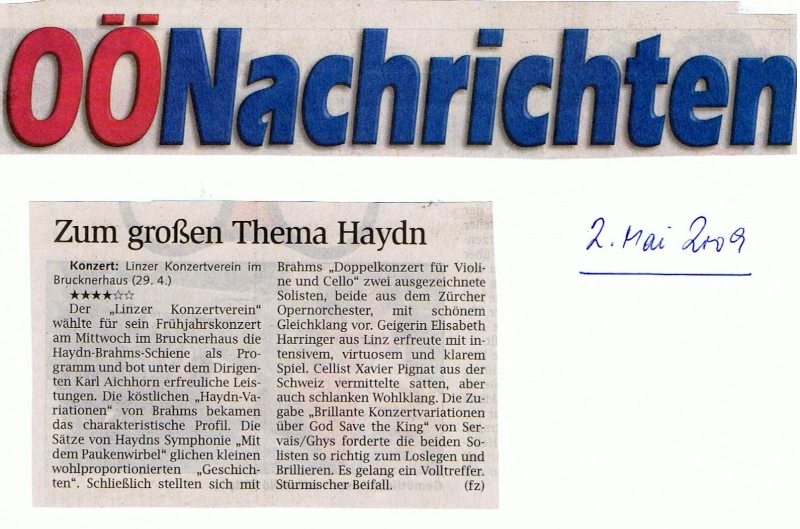 OÖNachrichten
2. Mai 2009
Zum großen Thema Haydn
Konzert: Linzer Konzertverein im
Brucknerhaus (29. 4.)
★★★★☆☆
Der „Linzer Konzertverein“
wählte für sein Frühjahrskonzert
am Mittwoch im Brucknerhaus die
Haydn-Brahms-Schiene als Pro-
gramm und bot unter dem Dirigen-
ten Karl Aichhorn erfreuliche Leis-
tungen. Die köstlichen „Haydn-Va-
riationen“ von Brahms bekamen
das charakteristische Profil. Die
Sätze von Haydns Symphonie „Mit
dem Paukenwirbel“ glichen kleinen
wohlproportionierten „Geschich-
ten“. Schließlich stellten sich mit
Brahms „Doppelkonzert für Violi-
ne und Cello“ zwei ausgezeichnete
Solisten, beide aus dem Zürcher
Opernorchester, mit schönem
Gleichklang vor. Geigerin Elisabeth
Harringer aus Linz erfreute mit in-
tensivem, virtuosem und klarem
Spiel. Cellist Xavier Pignat aus der
Schweiz vermittelte satten, aber
auch schlanken Wohlklang. Die Zu-
gabe „Brillante Konzertvariationen
über God Save the King“ von Ser-
vais/Ghys forderte die beiden So-
listen so richtig zum Loslegen und
Brillieren. Es gelang ein Volltreffer.
Stürmischer Beifall. (fz)